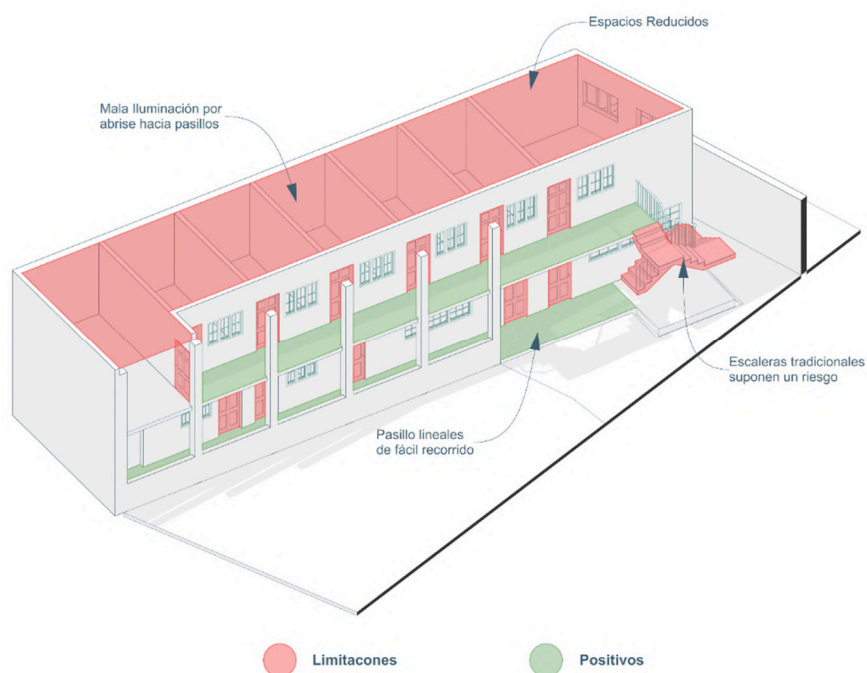 Espacios Reducidos
Mala Iluminación por
abrise hacia pasillos
Escaleras tradicionales
suponen un riesgo
Pasillo lineales
de fácil recorrido
Limitacones
Positivos